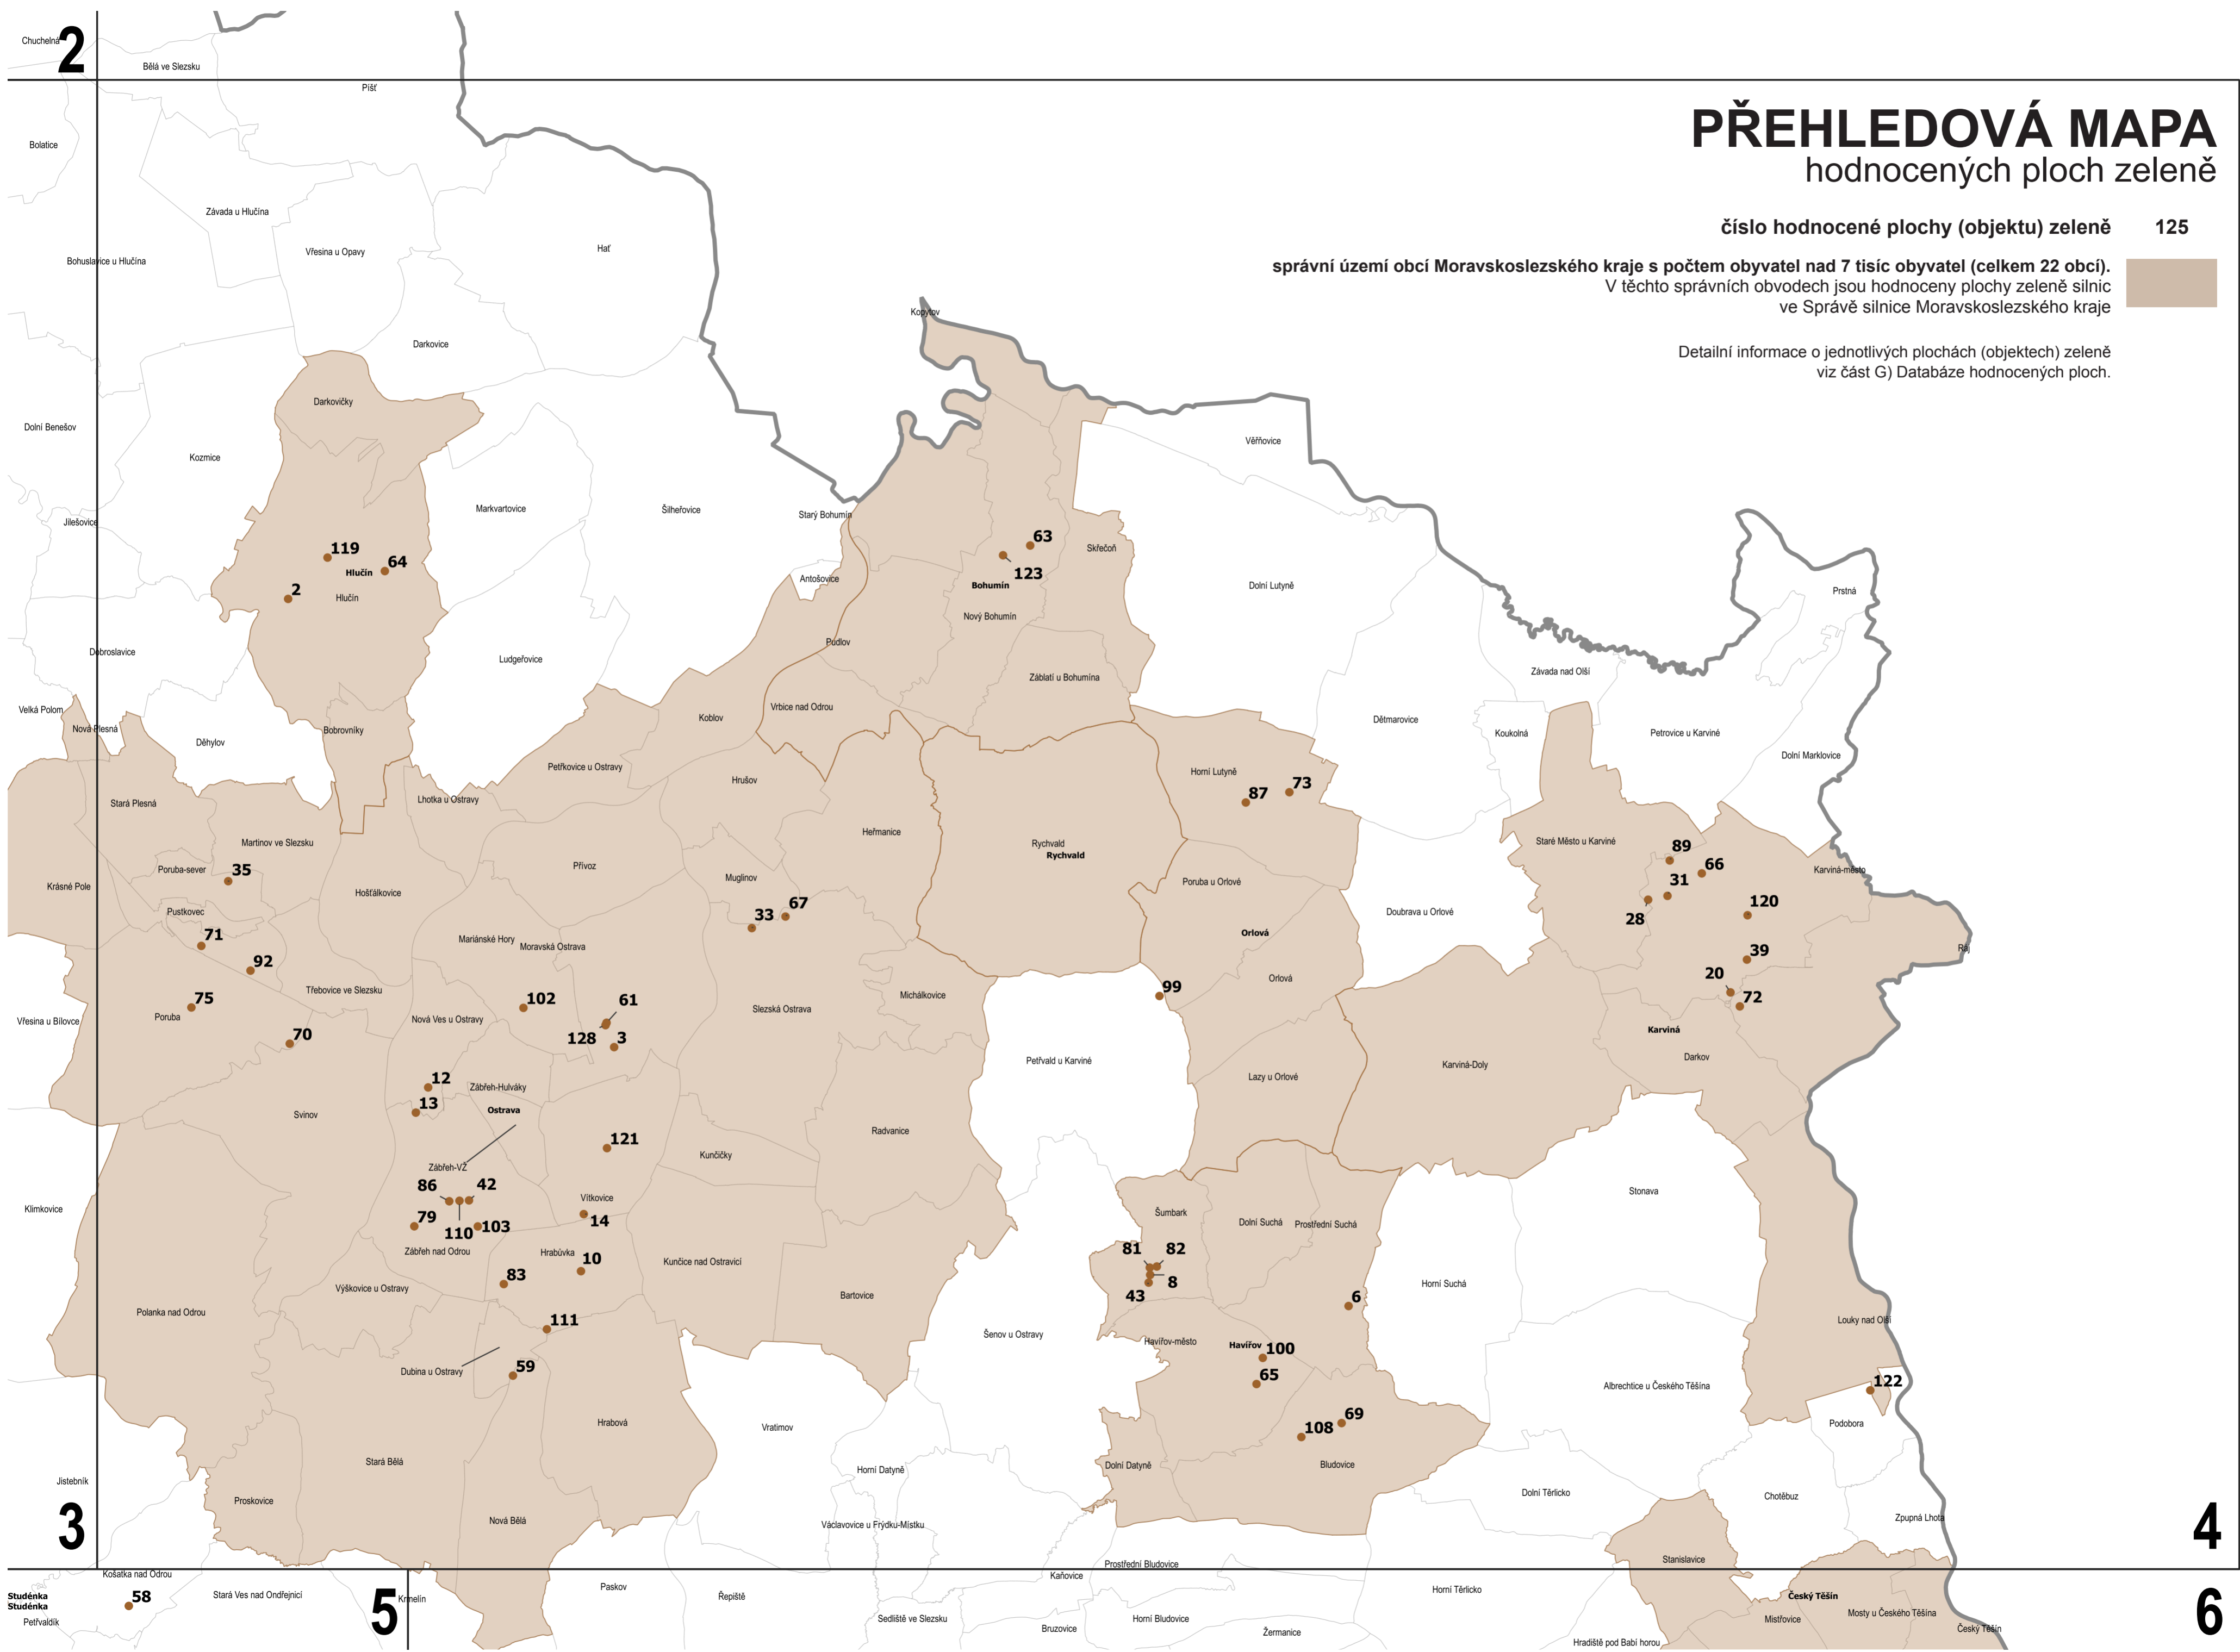 2
Chuchelná
Bělá ve Slezsku
Píšť
PŘEHLEDOVÁ MAPA
hodnocených ploch zeleně
číslo hodnocené plochy (objektu) zeleně 125
správní území obcí Moravskoslezského kraje s počtem obyvatel nad 7 tisíc obyvatel (celkem 22 obcí).
V těchto správních obvodech jsou hodnoceny plochy zeleně silnic
ve Správě silnice Moravskoslezského kraje
Detailní informace o jednotlivých plochách (objektech) zeleně
viz část G) Databáze hodnocených ploch.
Bolatice
Závada u Hlučína
Vřesina u Opavy
Hať
Bohuslavice u Hlučína
Kopytov
Darkovice
Darkovičky
Dolní Benešov
Věřňovice
Kozmice
Markvartovice
Šilheřovice
Starý Bohumín
Jilešovice
63
Skřečoň
119
Hlučín
64
123
Antošovice
Bohumín
Dolní Lutyně
2
Hlučín
Prstná
Nový Bohumín
Pudlov
Dobroslavice
Ludgeřovice
Závada nad Olší
Záblatí u Bohumína
Velká Polom
Vrbice nad Odrou
Koblov
Dětmarovice
Nová Plesná
Bobrovníky
Koukolná
Petrovice u Karviné
Děhylov
Dolní Marklovice
Petřkovice u Ostravy
Horní Lutyně
Hrušov
87
73
Stará Plesná
Lhotka u Ostravy
Heřmanice
Martinov ve Slezsku
Rychvald
Rychvald
Staré Město u Karviné
89
66
Přívoz
Poruba-sever
35
Muglinov
Poruba u Orlové
31
Karviná-město
Krásné Pole
Hošťálkovice
67
33
28
120
Pustkovec
Doubrava u Orlové
71
Mariánské Hory
Moravská Ostrava
Orlová
Ráj
92
39
Třebovice ve Slezsku
Orlová
20
99
Michálkovice
75
102
61
72
Poruba
Nová Ves u Ostravy
Slezská Ostrava
Vřesina u Bílovce
70
128
3
Karviná
Petřvald u Karviné
Karviná-Doly
Darkov
12
Zábřeh-Hulváky
Lazy u Orlové
13
Ostrava
Svinov
121
Radvanice
Kunčičky
Zábřeh-VŽ
86
42
Stonava
Vítkovice
Klimkovice
Šumbark
79
14
Dolní Suchá
Prostřední Suchá
110
103
Zábřeh nad Odrou
Hrabůvka
10
81
82
Kunčice nad Ostravicí
83
8
Horní Suchá
Výškovice u Ostravy
43
Bartovice
6
Polanka nad Odrou
111
Louky nad Olší
Šenov u Ostravy
Havířov-město
Havířov
100
59
Dubina u Ostravy
65
Albrechtice u Českého Těšína
122
69
Hrabová
Vratimov
108
Podobora
Stará Bělá
Horní Datyně
Dolní Datyně
Bludovice
Jistebník
Dolní Těrlicko
Chotěbuz
Proskovice
Nová Bělá
Václavovice u Frýdku-Místku
Zpupná Lhota
3
4
Stanislavice
Prostřední Bludovice
Košatka nad Odrou
Kaňovice
Studénka
58
Stará Ves nad Ondřejnicí
5
Krmelín
Paskov
Řepiště
Horní Těrlicko
Český Těšín
6
Studénka
Petřvaldík
Sedliště ve Slezsku
Bruzovice
Horní Bludovice
Žermanice
Mistřovice
Mosty u Českého Těšína
Český Těšín
Hradiště pod Babí horou